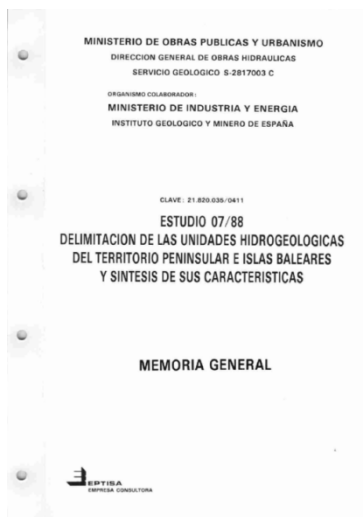 MINISTERIO DE OBRAS PUBLICAS Y URBANISMO
DIRECCION GENERAL DE OBRAS HIDRAULICAS
SERVICIO GEOLOGICO S-2817003 C
ORGANISMO COLABORADOR:
MINISTERIO DE INDUSTRIA Y ENERGIA
INSTITUTO GEOLOGICO Y MINERO DE ESPAÑA
CLAVE: 21.820.035/0411
ESTUDIO 07/88
DELIMITACION DE LAS UNIDADES HIDROGEOLOGICAS
DEL TERRITORIO PENINSULAR E ISLAS BALEARES
Y SINTESIS DE SUS CARACTERISTICAS
MEMORIA GENERAL
EPTISA
EMPRESA CONSULTORA